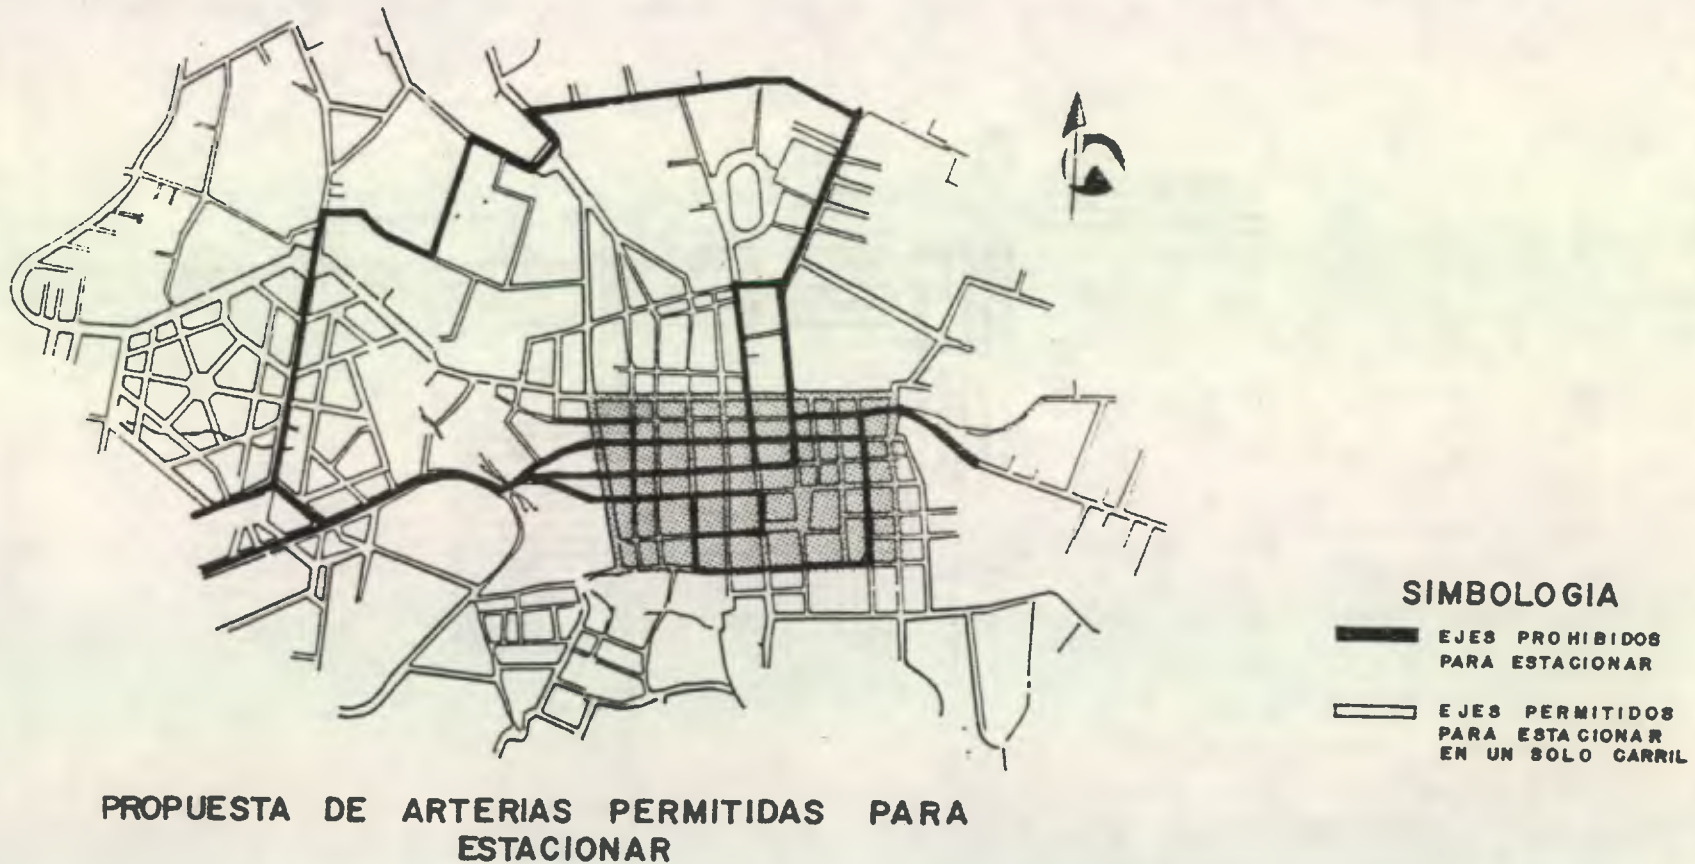 SIMBOLOGIA
EJES PROHIBIDOS
PARA ESTACIONAR
EJES PERMITIDOS
PARA ESTACIONAR
EN UN SOLO CARRIL
PROPUESTA DE ARTERIAS PERMITIDAS PARA
ESTACIONAR